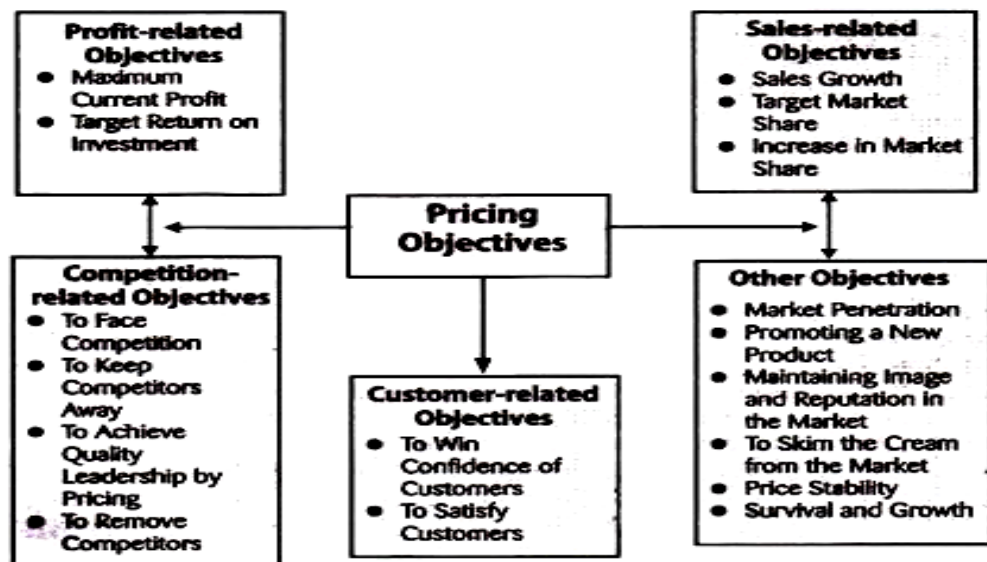 Profit-related
Objectives
● Maximum
Current Profit
● Target Return on
Investment
Sales-related
Objectives
● Sales Growth
● Target Market
Share
● Increase in Market
Share
Pricing
Objectives
Competition-
related Objectives
● To Face
Competition
● To Keep
Competitors
Away
● To Achieve
Quality
Leadership by
Pricing
● To Remove
Competitors
Customer-related
Objectives
● To Win
Confidence of
Customers
● To Satisfy
Customers
Other Objectives
● Market Penetration
● Promoting a New
Product
● Maintaining Image
and Reputation in
the Market
● To Skim the Cream
from the Market
● Price Stability
● Survival and Growth